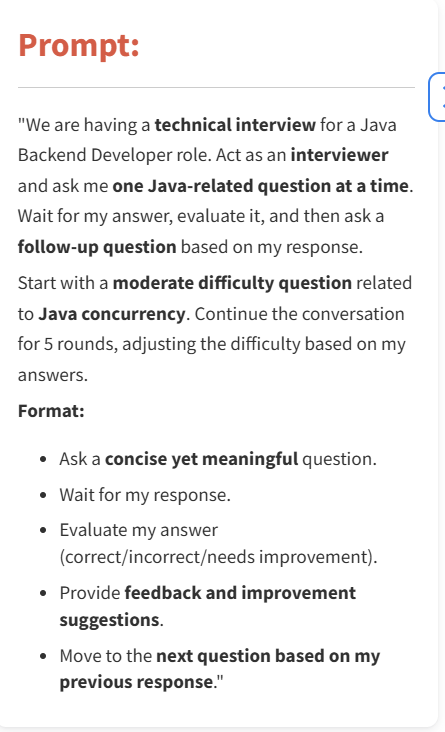 Prompt:
"We are having a technical interview for a Java
Backend Developer role. Act as an interviewer
and ask me one Java-related question at a time.
Wait for my answer, evaluate it, and then ask a
follow-up question based on my response.
Start with a moderate difficulty question related
to Java concurrency. Continue the conversation
for 5 rounds, adjusting the difficulty based on my
answers.
Format:
• Ask a concise yet meaningful question.
• Wait for my response.
• Evaluate my answer
(correct/incorrect/needs improvement).
• Provide feedback and improvement
suggestions.
• Move to the next question based on my
previous response."